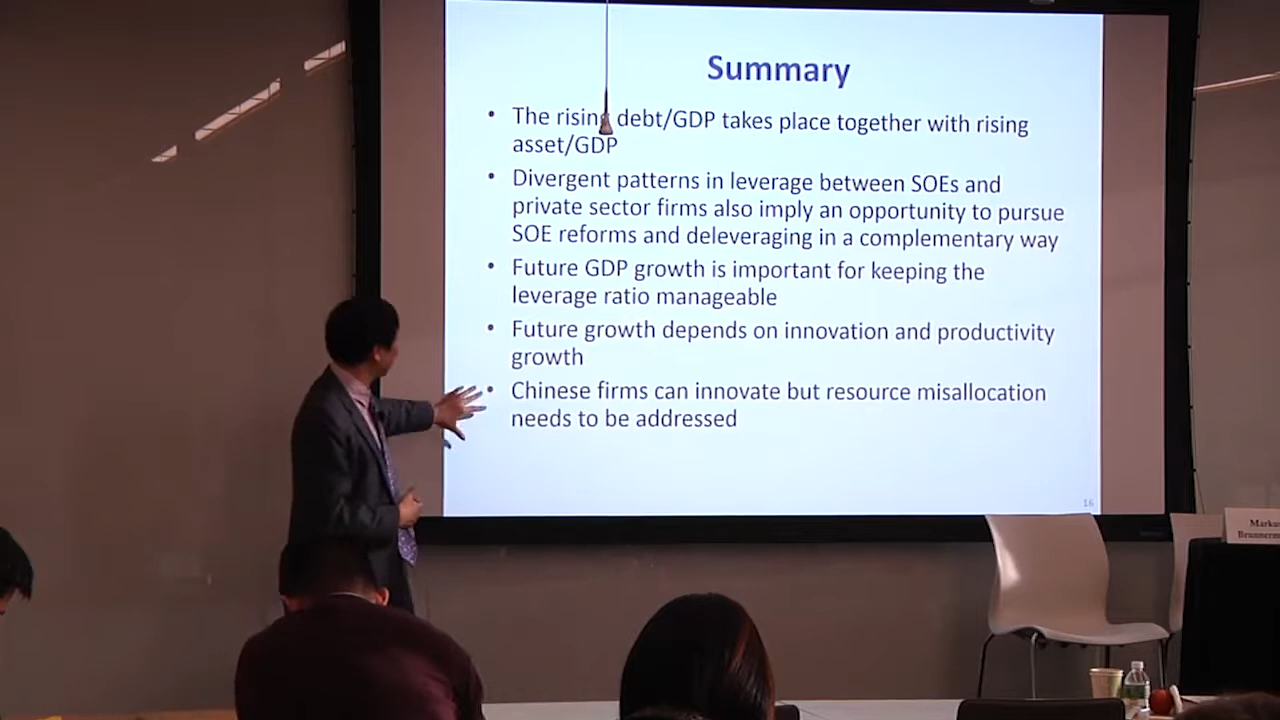 Summary
• The rising debt/GDP takes place together with rising
asset/GDP
• Divergent patterns in leverage between SOEs and
private sector firms also imply an opportunity to pursue
SOE reforms and deleveraging in a complementary way
• Future GDP growth is important for keeping the
leverage ratio manageable
• Future growth depends on innovation and productivity
growth
• Chinese firms can innovate but resource misallocation
needs to be addressed
16